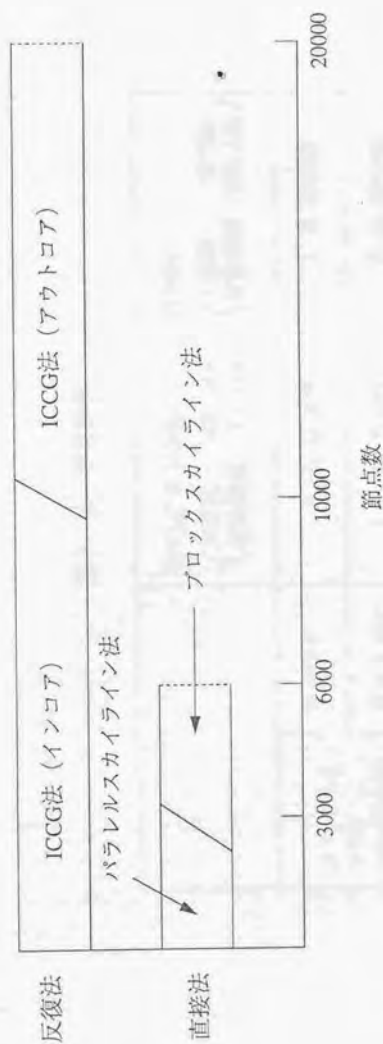 反復法
ICCG法（インコア）
ICCG法（アウトコア）
直接法
パラレルスカイライン法
ブロックスカイライン法
3000
6000
10000
20000
節点数